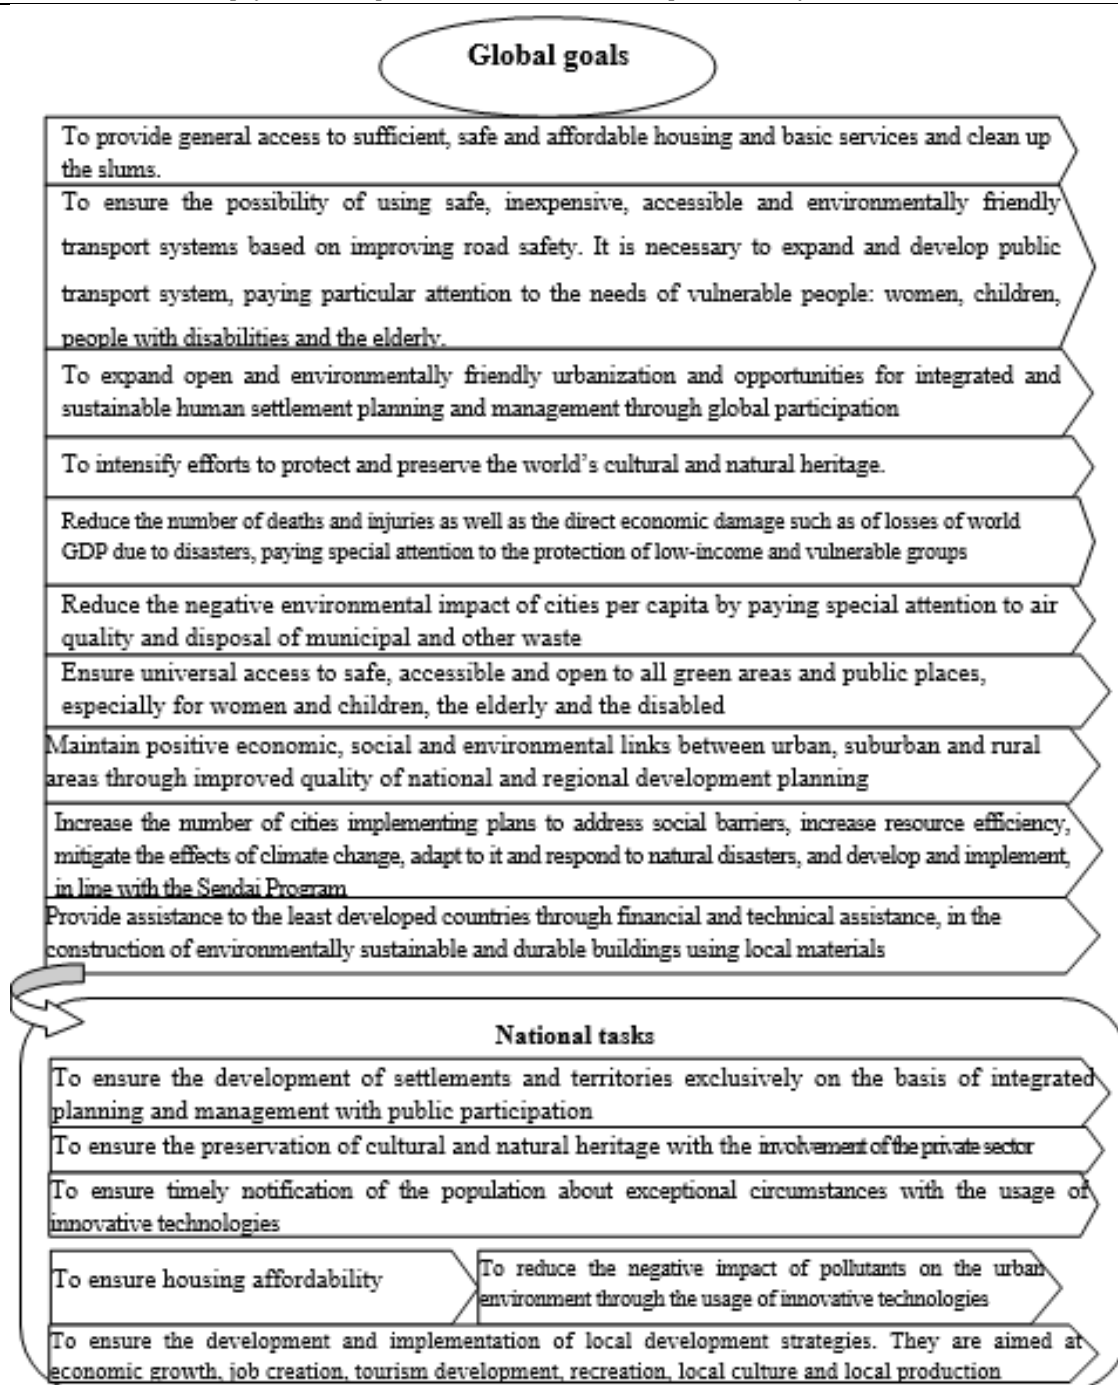 Global goals
To provide general access to sufficient, safe and affordable housing and basic services and clean up
the slums.
To ensure the possibility of using safe, inexpensive, accessible and environmentally friendly
transport systems based on improving road safety. It is necessary to expand and develop public
transport system, paying particular attention to the needs of vulnerable people: women, children,
people with disabilities and the elderly.
To expand open and environmentally friendly urbanization and opportunities for integrated and
sustainable human settlement planning and management through global participation
To intensify efforts to protect and preserve the world's cultural and natural heritage.
Reduce the number of deaths and injuries as well as the direct economic damage such as of losses of world
GDP due to disasters, paying special attention to the protection of low-income and vulnerable groups
Reduce the negative environmental impact of cities per capita by paying special attention to air
quality and disposal of municipal and other waste
Ensure universal access to safe, accessible and open to all green areas and public places,
especially for women and children, the elderly and the disabled
Maintain positive economic, social and environmental links between urban, suburban and rural
areas through improved quality of national and regional development planning
Increase the number of cities implementing plans to address social barriers, increase resource efficiency,
mitigate the effects of climate change, adapt to it and respond to natural disasters, and develop and implement,
in line with the Sendai Program
Provide assistance to the least developed countries through financial and technical assistance, in the
construction of environmentally sustainable and durable buildings using local materials
National tasks
To ensure the development of settlements and territories exclusively on the basis of integrated
planning and management with public participation
To ensure the preservation of cultural and natural heritage with the involvement of the private sector
To ensure timely notification of the population about exceptional circumstances with the usage of
innovative technologies
To ensure housing affordability
To reduce the negative impact of pollutants on the urban
environment through the usage of innovative technologies
To ensure the development and implementation of local development strategies. They are aimed at
economic growth, job creation, tourism development, recreation, local culture and local production